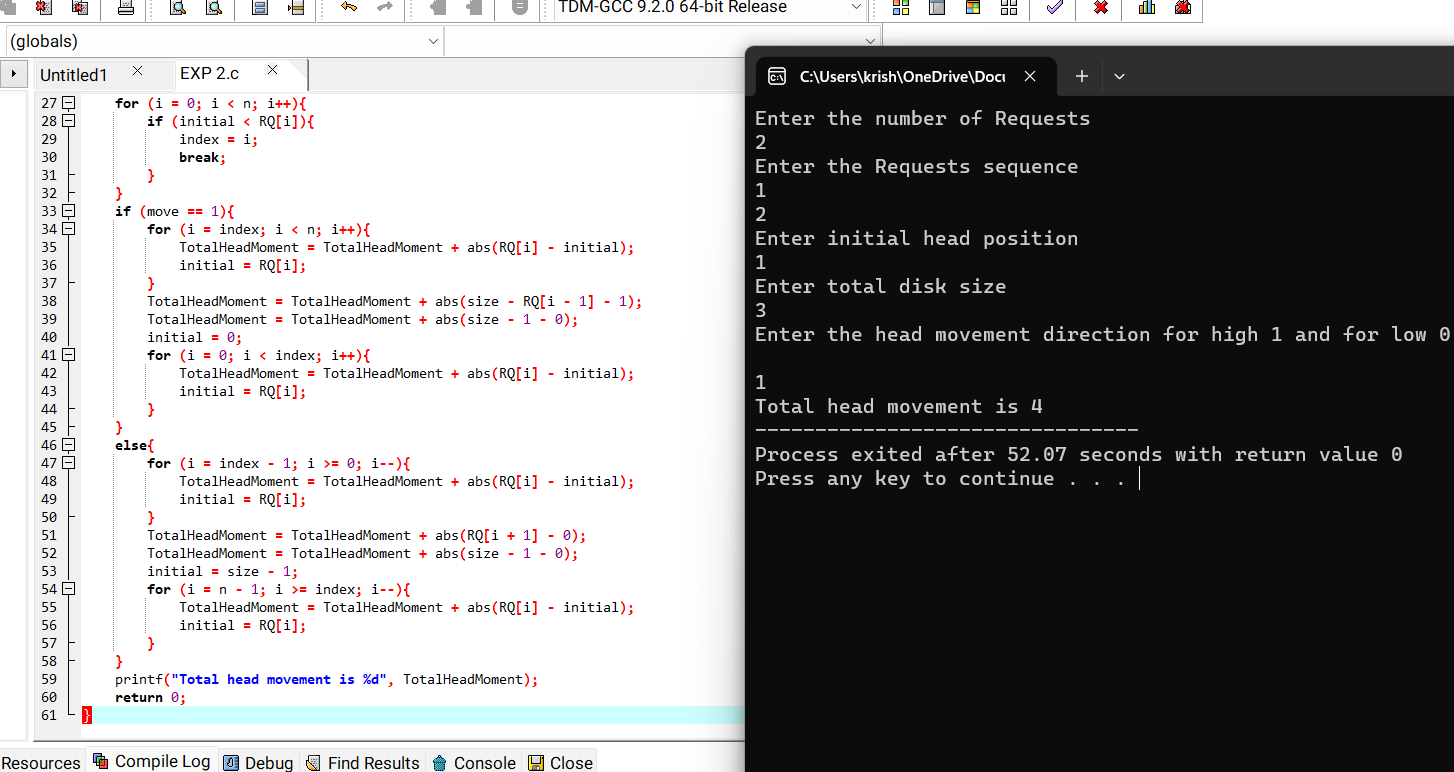 TDM-GCC 9.2.0 64-bit Release
(globals)
Untitled1
EXP 2.c
27 for (i = 0; i < n; i++){
28 if (initial < RQ[i]){
29 index = i;
30 break;
31 }
32 }
33 if (move == 1){
34 for (i = index; i < n; i++){
35 TotalHeadMoment = TotalHeadMoment + abs(RQ[i] - initial);
36 initial = RQ[i];
37 }
38 TotalHeadMoment = TotalHeadMoment + abs(size - RQ[i - 1] - 1);
39 TotalHeadMoment = TotalHeadMoment + abs(size - 1 - 0);
40 initial = 0;
41 for (i = 0; i < index; i++){
42 TotalHeadMoment = TotalHeadMoment + abs(RQ[i] - initial);
43 initial = RQ[i];
44 }
45 }
46 else{
47 for (i = index - 1; i >= 0; i--){
48 TotalHeadMoment = TotalHeadMoment + abs(RQ[i] - initial);
49 initial = RQ[i];
50 }
51 TotalHeadMoment = TotalHeadMoment + abs(RQ[i + 1] - 0);
52 TotalHeadMoment = TotalHeadMoment + abs(size - 1 - 0);
53 initial = size - 1;
54 for (i = n - 1; i >= index; i--){
55 TotalHeadMoment = TotalHeadMoment + abs(RQ[i] - initial);
56 initial = RQ[i];
57 }
58 }
59 printf("Total head movement is %d", TotalHeadMoment);
60 return 0;
61 }
Resources Compile Log Debug Find Results Console Close
C:\Users\krish\OneDrive\Docu
Enter the number of Requests
2
Enter the Requests sequence
1
2
Enter initial head position
1
Enter total disk size
3
Enter the head movement direction for high 1 and for low 0
1
Total head movement is 4
--------------------------------
Process exited after 52.07 seconds with return value 0
Press any key to continue . . .